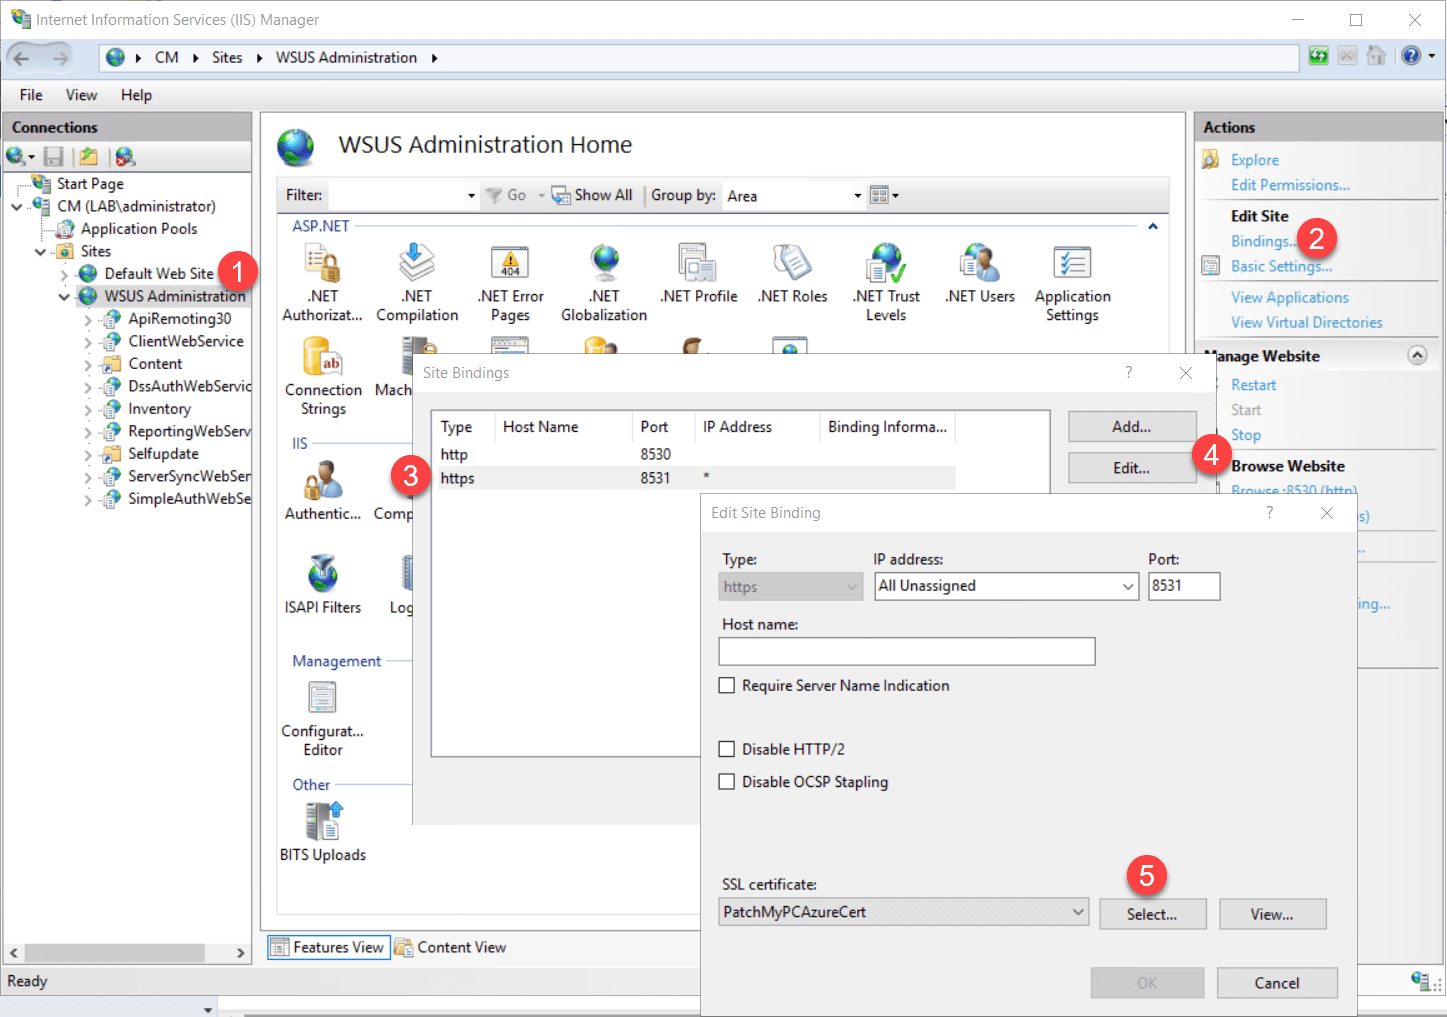 Internet Information Services (IIS) Manager
CM Sites WSUS Administration
File View Help
Connections
Start Page
CM (LAB\administrator)
Application Pools
Sites
Default Web Site
1
WSUS Administration
ApiRemoting30
ClientWebService
Content
DssAuthWebServic
Inventory
ReportingWebServ
Selfupdate
ServerSyncWebSer
SimpleAuthWebSe
WSUS Administration Home
Filter: Go Show All Group by: Area
ASP.NET
.NET Authorizat...
.NET Compilation
.NET Error Pages
.NET Globalization
.NET Profile
.NET Roles
.NET Trust Levels
.NET Users
Application Settings
Connection Strings
Mach
IIS
Authentic...
Comp
ISAPI Filters
Log
Management
Configurat... Editor
Other
BITS Uploads
Features View Content View
Ready
Actions
Explore
Edit Permissions...
Edit Site
Bindings...
2
Basic Settings...
View Applications
View Virtual Directories
Manage Website
Restart
Start
Stop
Browse Website
Browse :8530 (http)
s)
...
ing...
Site Bindings
?
Type Host Name Port IP Address Binding Informa...
http 8530
3
https 8531 *
Add...
Edit...
4
Edit Site Binding
?
Type: IP address: Port:
https All Unassigned 8531
Host name:
Require Server Name Indication
Disable HTTP/2
Disable OCSP Stapling
SSL certificate:
5
PatchMyPCAzureCert Select... View...
OK Cancel